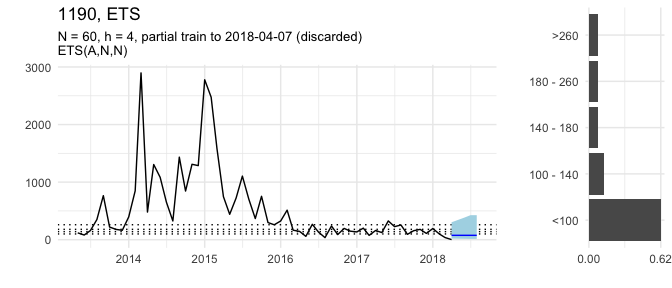 1190, ETS
N = 60, h = 4, partial train to 2018-04-07 (discarded)
ETS(A,N,N)
3000
2000
1000
0
2014
2015
2016
2017
2018
>260
180 - 260
140 - 180
100 - 140
<100
0.00
0.62